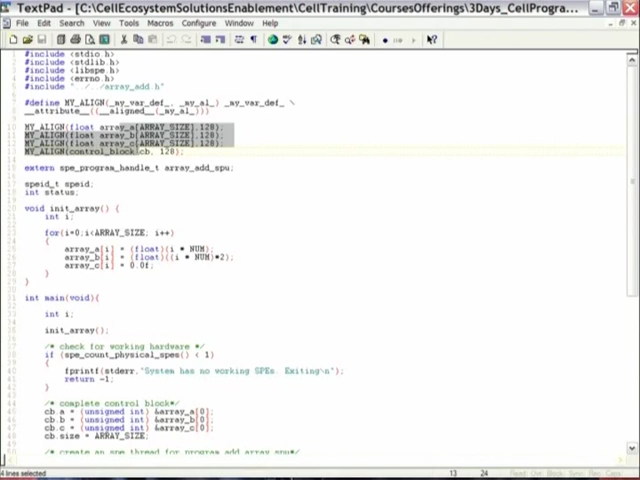 TextPad - [C:\CellEcosystemSolutionsEnablement\CellTraining\CoursesOfferings\3Days_CellProgra...
File Edit Search View Tools Macros Configure Window Help
#include <stdio.h>
#include <stdlib.h>
#include <libspe.h>
#include <errno.h>
#include "../../array_add.h"
#define MY_ALIGN(_my_var_def_, _my_al_) _my_var_def_ \
__attribute__((__aligned__(_my_al_)))
MY_ALIGN(float array_a[ARRAY_SIZE],128);
MY_ALIGN(float array_b[ARRAY_SIZE],128);
MY_ALIGN(float array_c[ARRAY_SIZE],128);
MY_ALIGN(control_block cb, 128);
extern spe_program_handle_t array_add_spu;
speid_t speid;
int status;
void init_array() {
int i;
for(i=0;i<ARRAY_SIZE; i++)
{
array_a[i] = (float)(i * NUM);
array_b[i] = (float)((i * NUM)*2);
array_c[i] = 0.0f;
}
}
int main(void){
int i;
init_array();
/* check for working hardware */
if (spe_count_physical_spes() < 1)
{
fprintf(stderr,"System has no working SPEs. Exiting\n");
return -1;
}
/* complete control block*/
cb.a = (unsigned int) &array_a[0];
cb.b = (unsigned int) &array_b[0];
cb.c = (unsigned int) &array_c[0];
cb.size = ARRAY_SIZE;
/* create an spe thread for program add array spu*/
4 lines selected 13 24